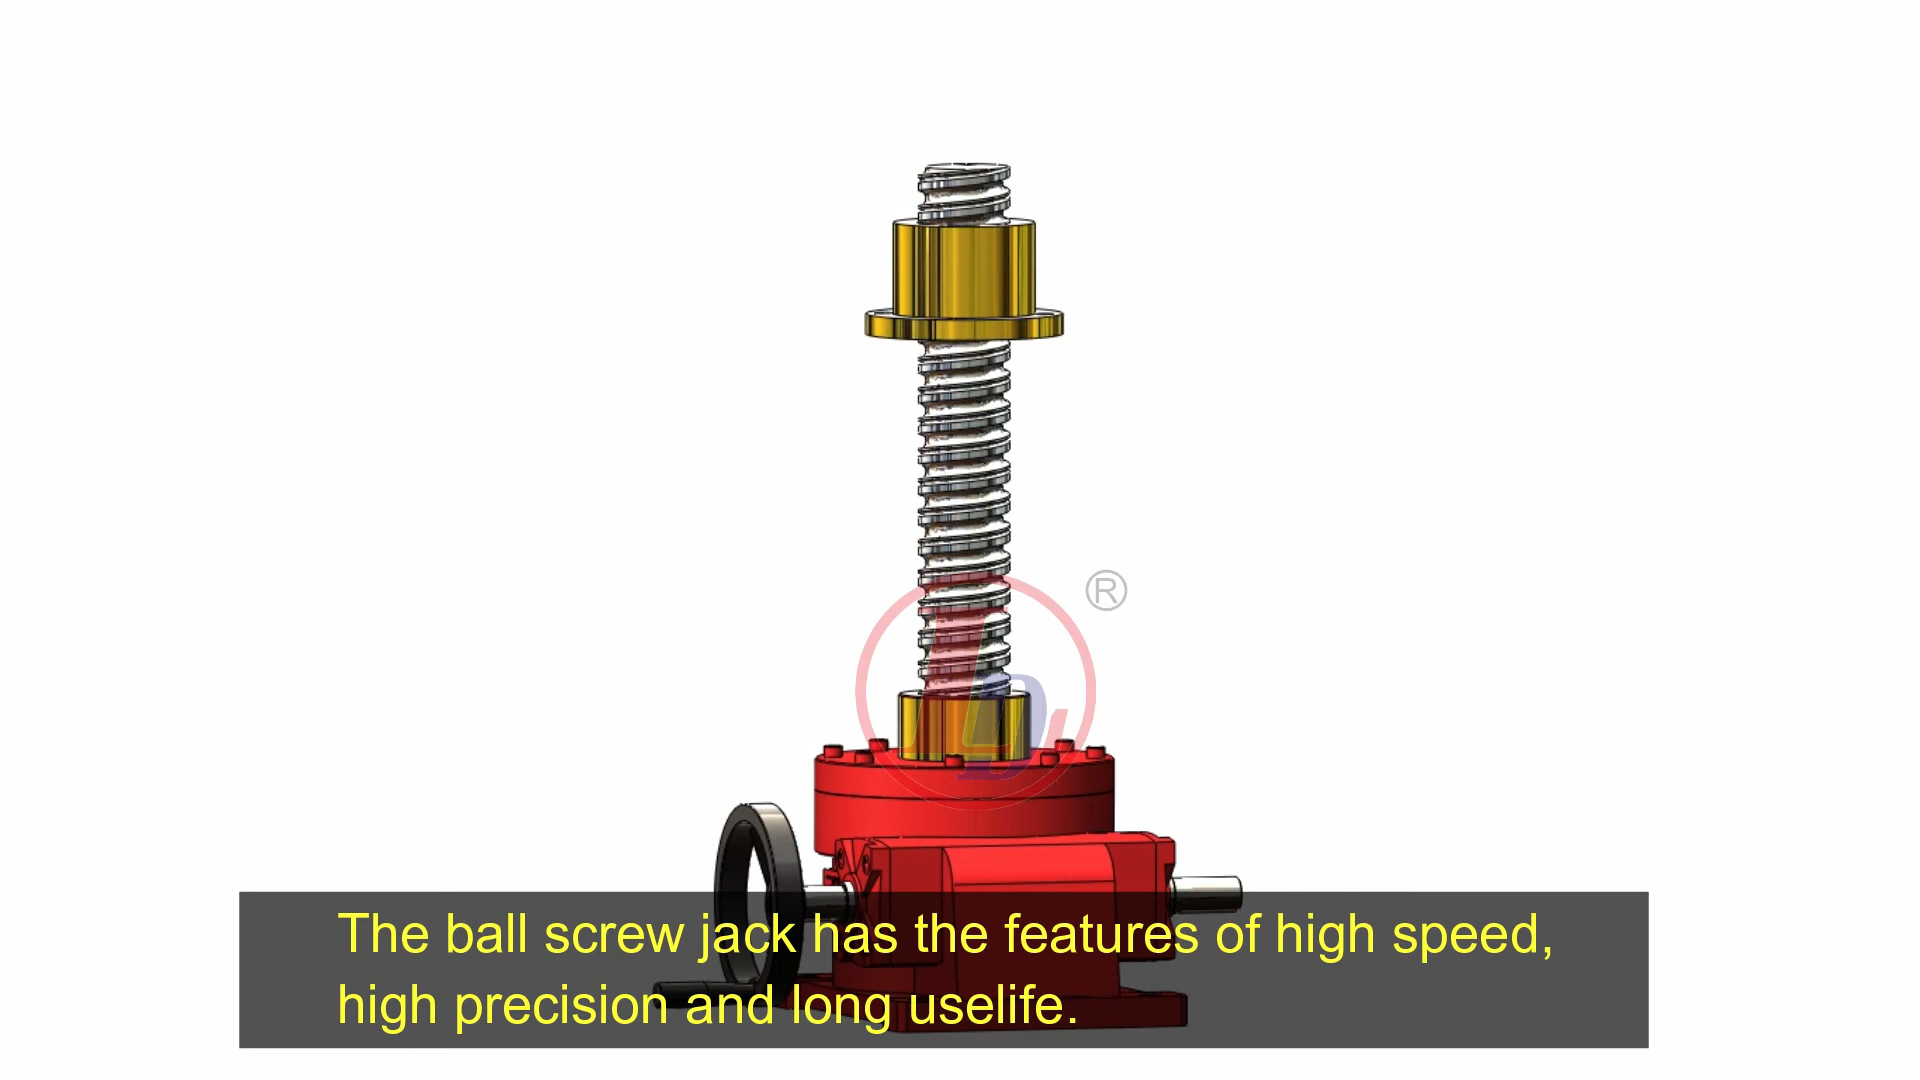 ®
The ball screw jack has the features of high speed,
high precision and long uselife.